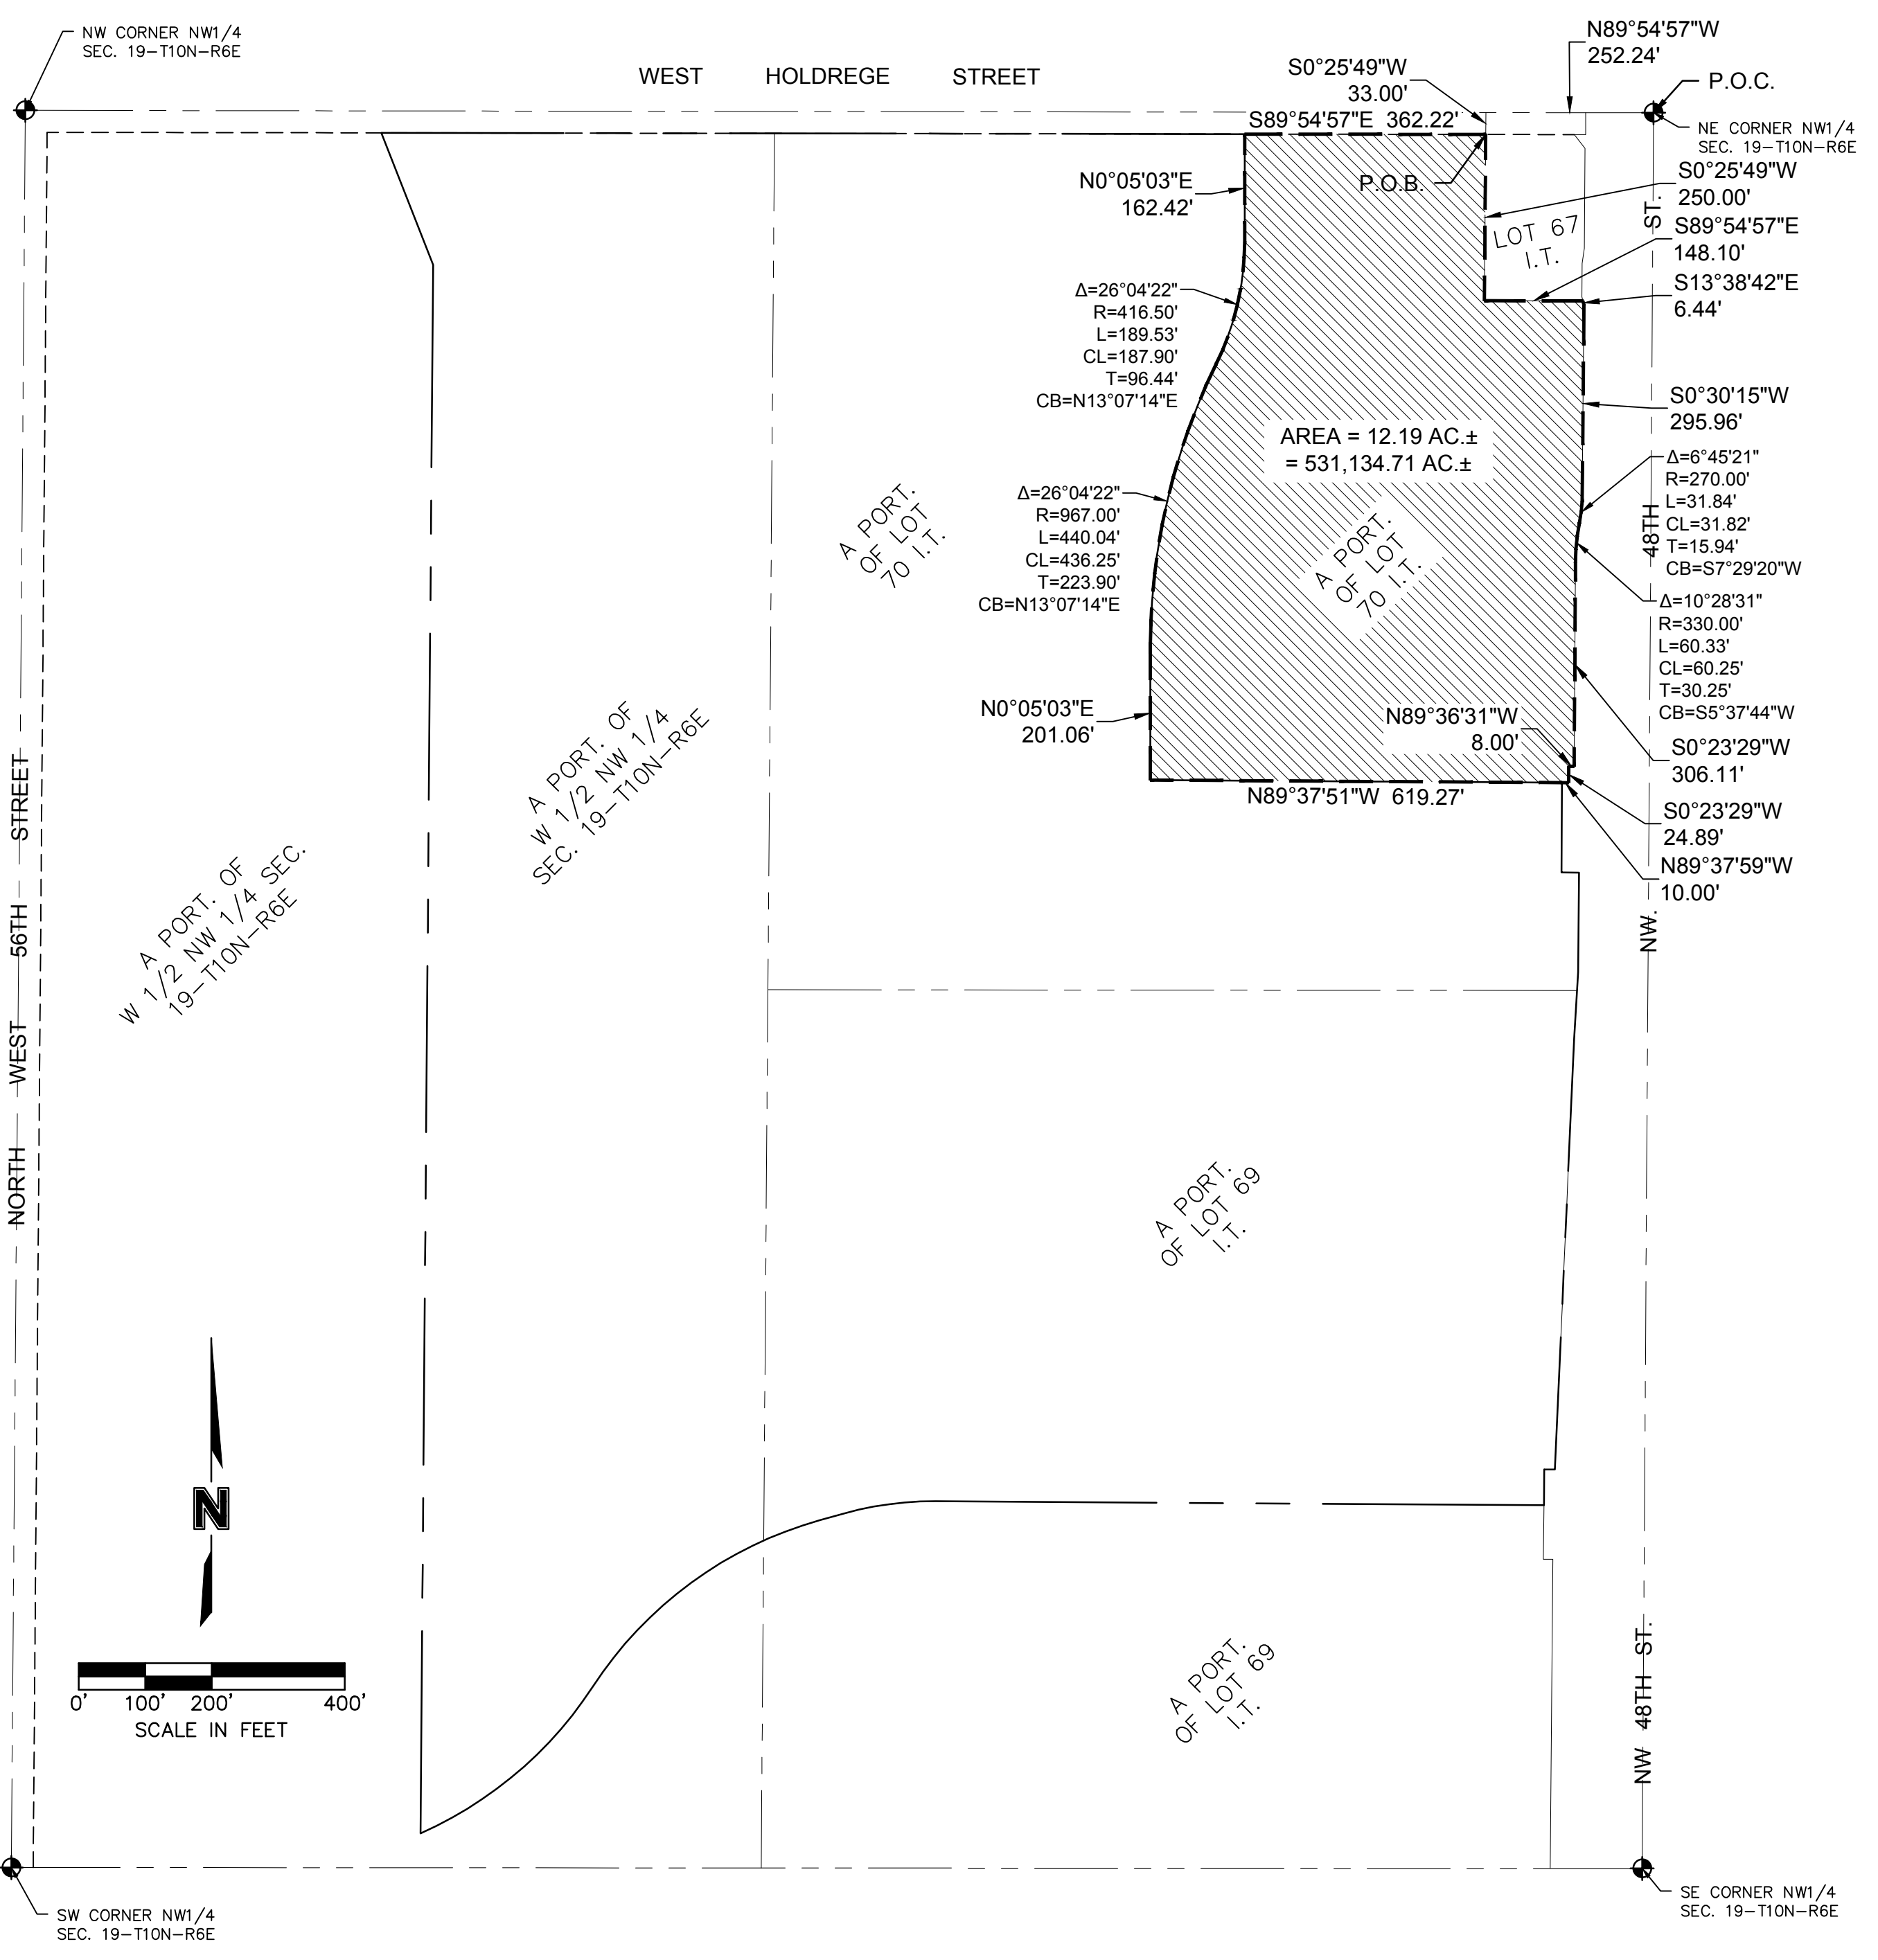 NW CORNER NW1/4
SEC. 19-T10N-R6E
WEST HOLDREGE STREET
S0°25'49"W
33.00'
N89°54'57"W
252.24'
P.O.C.
NE CORNER NW1/4
SEC. 19-T10N-R6E
S89°54'57"E 362.22'
P.O.B.
N0°05'03"E
162.42'
S0°25'49"W
250.00'
LOT 67
I.T.
S89°54'57"E
148.10'
S13°38'42"E
6.44'
Δ=26°04'22"
R=416.50'
L=189.53'
CL=187.90'
T=96.44'
CB=N13°07'14"E
S0°30'15"W
295.96'
AREA = 12.19 AC.±
= 531,134.71 AC.±
Δ=6°45'21"
R=270.00'
L=31.84'
CL=31.82'
T=15.94'
CB=S7°29'20"W
Δ=26°04'22"
R=967.00'
L=440.04'
CL=436.25'
T=223.90'
CB=N13°07'14"E
A PORT.
OF LOT
70 I.T.
A PORT.
OF LOT
70 I.T.
Δ=10°28'31"
R=330.00'
L=60.33'
CL=60.25'
T=30.25'
CB=S5°37'44"W
N0°05'03"E
201.06'
N89°36'31"W
8.00'
S0°23'29"W
306.11'
N89°37'51"W 619.27'
S0°23'29"W
24.89'
N89°37'59"W
10.00'
NW. 48TH ST.
A PORT. OF
W 1/2 NW 1/4
SEC. 19-T10N-R6E
A PORT. OF
W 1/2 NW 1/4 SEC.
19-T10N-R6E
NORTH WEST 56TH STREET
A PORT.
OF LOT 69
I.T.
A PORT.
OF LOT 69
I.T.
NW 48TH ST.
N
0' 100' 200' 400'
SCALE IN FEET
SW CORNER NW1/4
SEC. 19-T10N-R6E
SE CORNER NW1/4
SEC. 19-T10N-R6E